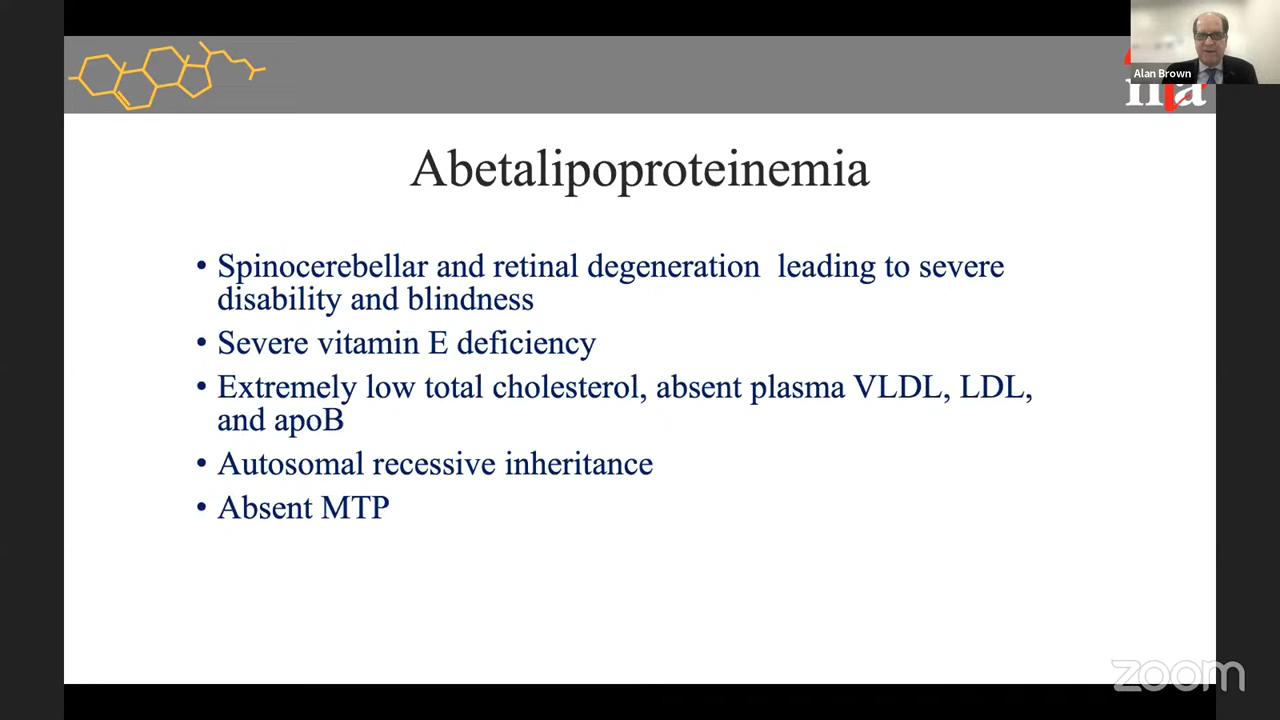 Alan Brown
Abetalipoproteinemia
• Spinocerebellar and retinal degeneration leading to severe
disability and blindness
• Severe vitamin E deficiency
• Extremely low total cholesterol, absent plasma VLDL, LDL,
and apoB
• Autosomal recessive inheritance
• Absent MTP
zoom